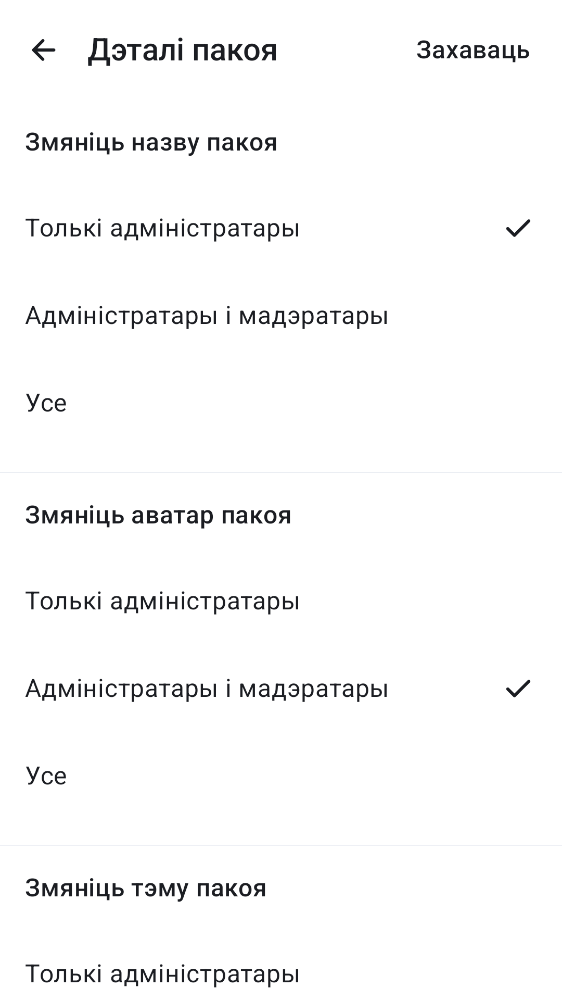 Дэталі пакоя Захаваць
Змяніць назву пакоя
Толькі адміністратары
Адміністратары і мадэратары
Усе
Змяніць аватар пакоя
Толькі адміністратары
Адміністратары і мадэратары
Усе
Змяніць тэму пакоя
Толькі адміністратары